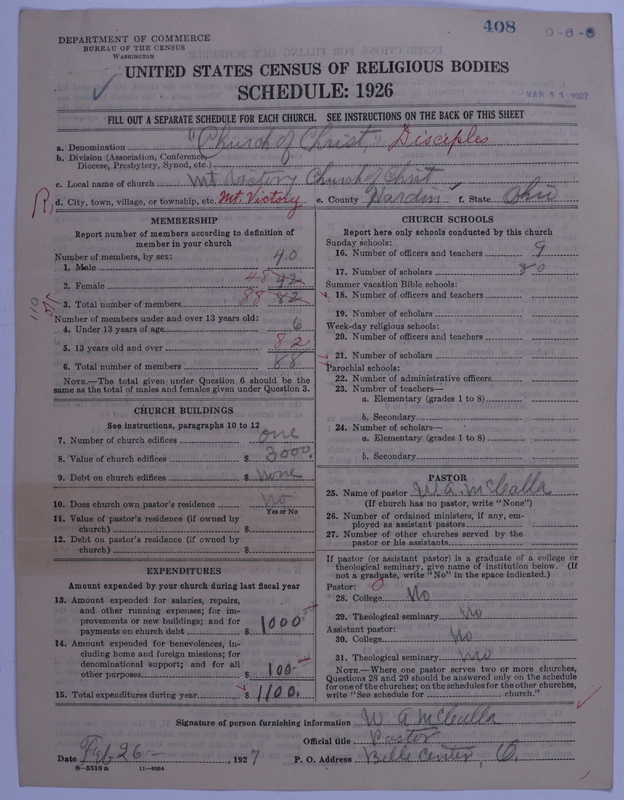 408
0-8-8
DEPARTMENT OF COMMERCE
BUREAU OF THE CENSUS
WASHINGTON
UNITED STATES CENSUS OF RELIGIOUS BODIES
SCHEDULE: 1926
MAR 11 1927
FILL OUT A SEPARATE SCHEDULE FOR EACH CHURCH. SEE INSTRUCTIONS ON THE BACK OF THIS SHEET
a. Denomination "Church of Christ" Disciples
b. Division (Association, Conference, Diocese, Presbytery, Synod, etc.)
c. Local name of church Mt Victory Church of Christ
d. City, town, village, or township, etc. Mt. Victory e. County Hardin f. State Ohio
MEMBERSHIP
Report number of members according to definition of member in your church
Number of members, by sex:
1. Male 40
2. Female 48
3. Total number of members 88 82
Number of members under and over 13 years old:
4. Under 13 years of age 6
5. 13 years old and over 82
6. Total number of members 88
NOTE.—The total given under Question 6 should be the same as the total of males and females given under Question 3.
CHURCH BUILDINGS
See instructions, paragraphs 10 to 12
7. Number of church edifices one
8. Value of church edifices $ 3000.
9. Debt on church edifices $ none
10. Does church own pastor's residence no
Yes or No
11. Value of pastor's residence (if owned by church) $
12. Debt on pastor's residence (if owned by church) $
EXPENDITURES
Amount expended by your church during last fiscal year
13. Amount expended for salaries, repairs, and other running expenses; for improvements or new buildings; and for payments on church debt $ 1000
14. Amount expended for benevolences, including home and foreign missions; for denominational support; and for all other purposes $ 100
15. Total expenditures during year $ 1100.
CHURCH SCHOOLS
Report here only schools conducted by this church
Sunday schools:
16. Number of officers and teachers 9
17. Number of scholars 80
Summer vacation Bible schools:
18. Number of officers and teachers
19. Number of scholars
Week-day religious schools:
20. Number of officers and teachers
21. Number of scholars
Parochial schools:
22. Number of administrative officers
23. Number of teachers—
a. Elementary (grades 1 to 8)
b. Secondary
24. Number of scholars—
a. Elementary (grades 1 to 8)
b. Secondary
PASTOR
25. Name of pastor W A McCealla
(If church has no pastor, write "None")
26. Number of ordained ministers, if any, employed as assistant pastors
27. Number of other churches served by the pastor or his assistants
If pastor (or assistant pastor) is a graduate of a college or theological seminary, give name of institution below. (If not a graduate, write "No" in the space indicated.)
Pastor:
28. College No
29. Theological seminary No
Assistant pastor:
30. College No
31. Theological seminary No
NOTE.—Where one pastor serves two or more churches, Questions 28 and 29 should be answered only on the schedule for one of the churches; on the schedules for the other churches, write "See schedule for church."
Signature of person furnishing information W A McCealla
Official title Pastor
Date Feb 26, 1927 P. O. Address Belle Center, O.
8—5518a 11—9064